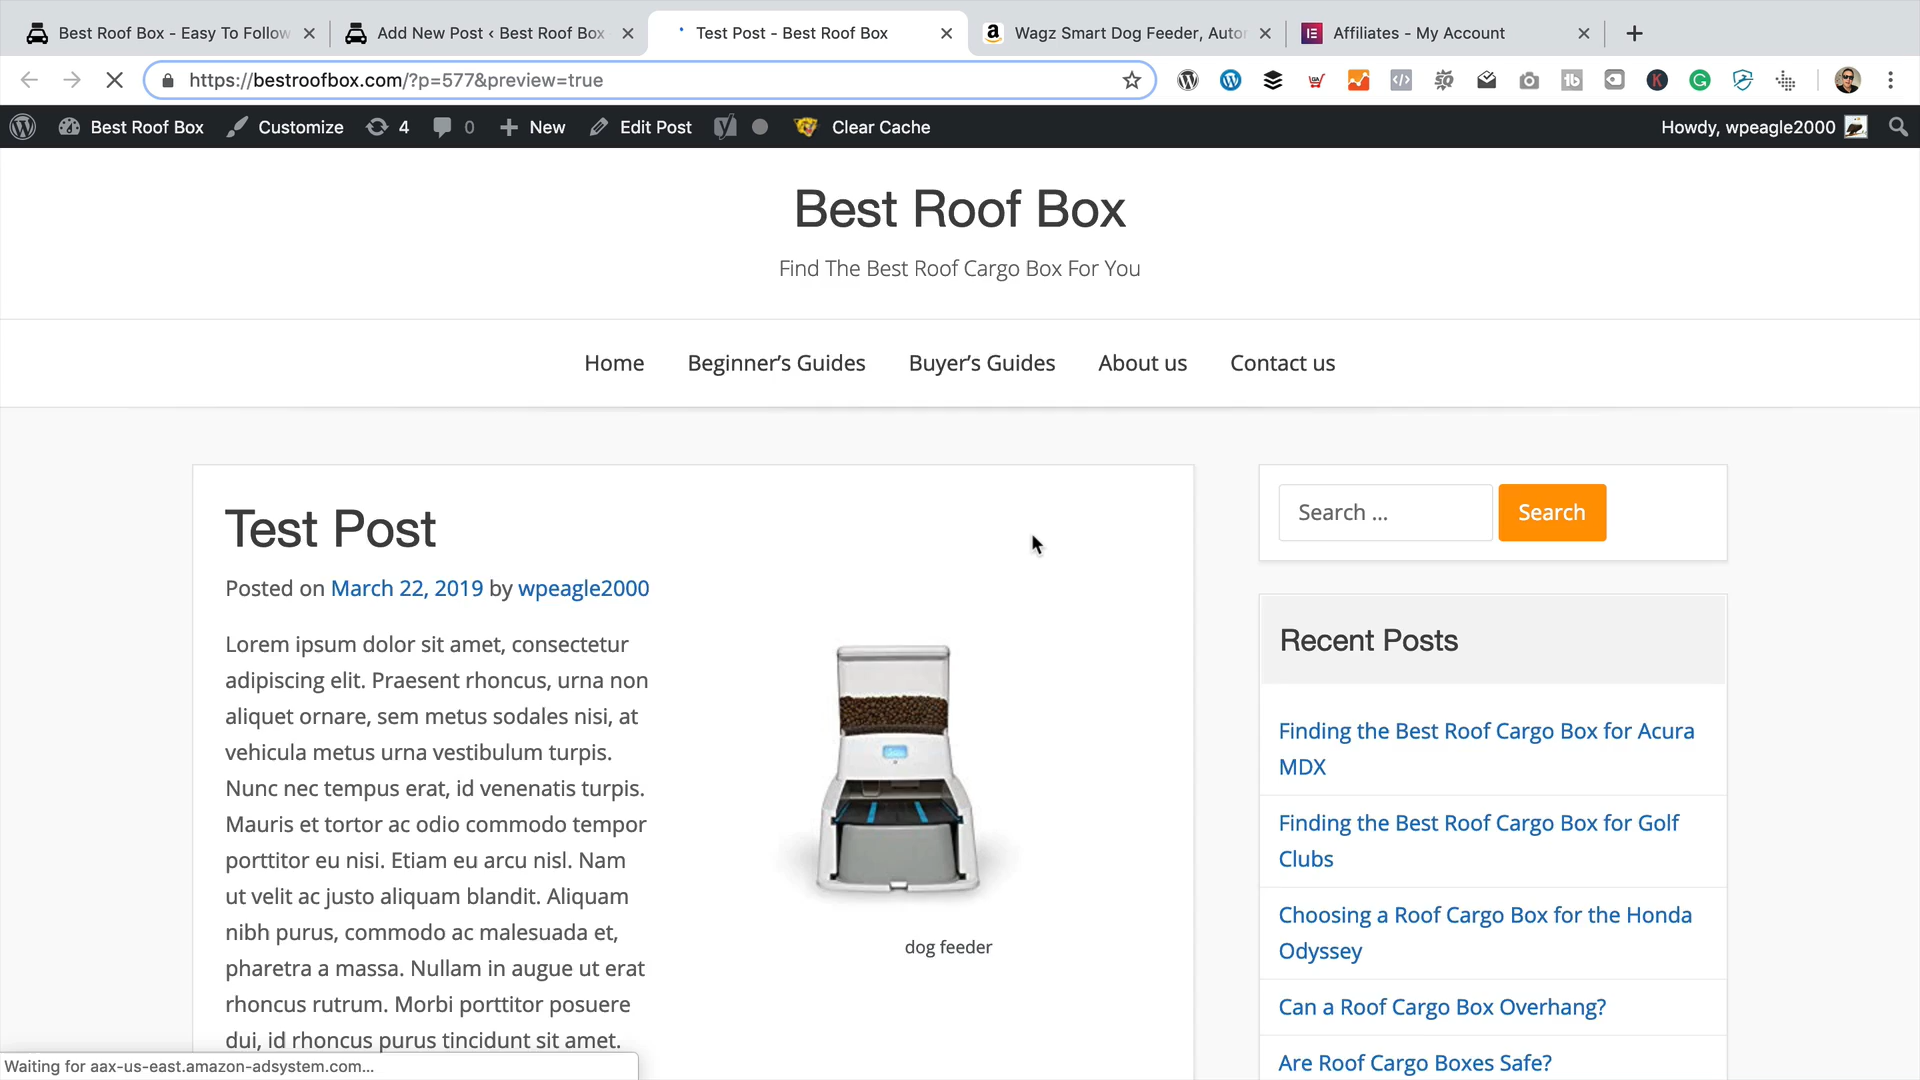 Best Roof Box - Easy To Follow
Add New Post ‹ Best Roof Box
Test Post - Best Roof Box
Wagz Smart Dog Feeder, Auto
Affiliates - My Account
https://bestroofbox.com/?p=577&preview=true
Best Roof Box
Customize
4
0
New
Edit Post
Clear Cache
Howdy, wpeagle2000
Best Roof Box
Find The Best Roof Cargo Box For You
Home
Beginner’s Guides
Buyer’s Guides
About us
Contact us
Test Post
Posted on March 22, 2019 by wpeagle2000
Lorem ipsum dolor sit amet, consectetur
adipiscing elit. Praesent rhoncus, urna non
aliquet ornare, sem metus sodales nisi, at
vehicula metus urna vestibulum turpis.
Nunc nec tempus erat, id venenatis turpis.
Mauris et tortor ac odio commodo tempor
porttitor eu nisi. Etiam eu arcu nisl. Nam
ut velit ac justo aliquam blandit. Aliquam
nibh purus, commodo ac malesuada et,
pharetra a massa. Nullam in augue ut erat
rhoncus rutrum. Morbi porttitor posuere
dui, id rhoncus purus tincidunt sit amet.
dog feeder
Search ...
Search
Recent Posts
Finding the Best Roof Cargo Box for Acura
MDX
Finding the Best Roof Cargo Box for Golf
Clubs
Choosing a Roof Cargo Box for the Honda
Odyssey
Can a Roof Cargo Box Overhang?
Are Roof Cargo Boxes Safe?
Waiting for aax-us-east.amazon-adsystem.com...